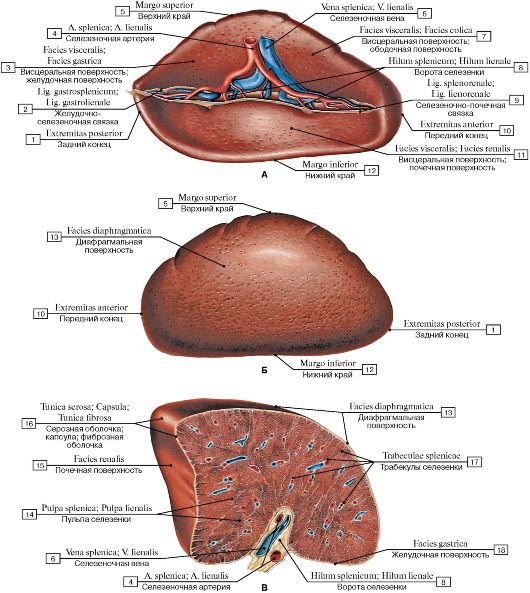 5
Margo superior
Верхний край
4
A. splenica; A. lienalis
Селезеночная артерия
3
Facies visceralis;
Facies gastrica
Висцеральная поверхность;
желудочная поверхность
2
Lig. gastrosplenicum;
Lig. gastrolienale
Желудочно-
селезеночная связка
1
Extremitas posterior
Задний конец
Vena splenica; V. lienalis
Селезеночная вена
6
Facies visceralis; Facies colica
Висцеральная поверхность;
ободочная поверхность
7
Hilum splenicum; Hilum lienale
Ворота селезенки
8
Lig. splenorenale;
Lig. lienorenale
Селезеночно-почечная
связка
9
Extremitas anterior
Передний конец
10
Facies visceralis; Facies renalis
Висцеральная поверхность;
почечная поверхность
11
Margo inferior
Нижний край
12
А
5
Margo superior
Верхний край
13
Facies diaphragmatica
Диафрагмальная
поверхность
10
Extremitas anterior
Передний конец
Extremitas posterior
Задний конец
1
Margo inferior
Нижний край
12
Б
16
Tunica serosa; Capsula;
Tunica fibrosa
Серозная оболочка;
капсула; фиброзная
оболочка
15
Facies renalis
Почечная поверхность
14
Pulpa splenica; Pulpa lienalis
Пульпа селезенки
6
Vena splenica; V. lienalis
Селезеночная вена
4
A. splenica; A. lienalis
Селезеночная артерия
Facies diaphragmatica
Диафрагмальная
поверхность
13
Trabeculae splenicae
Трабекулы селезенки
17
Facies gastrica
Желудочная поверхность
18
Hilum splenicum; Hilum lienale
Ворота селезенки
8
В